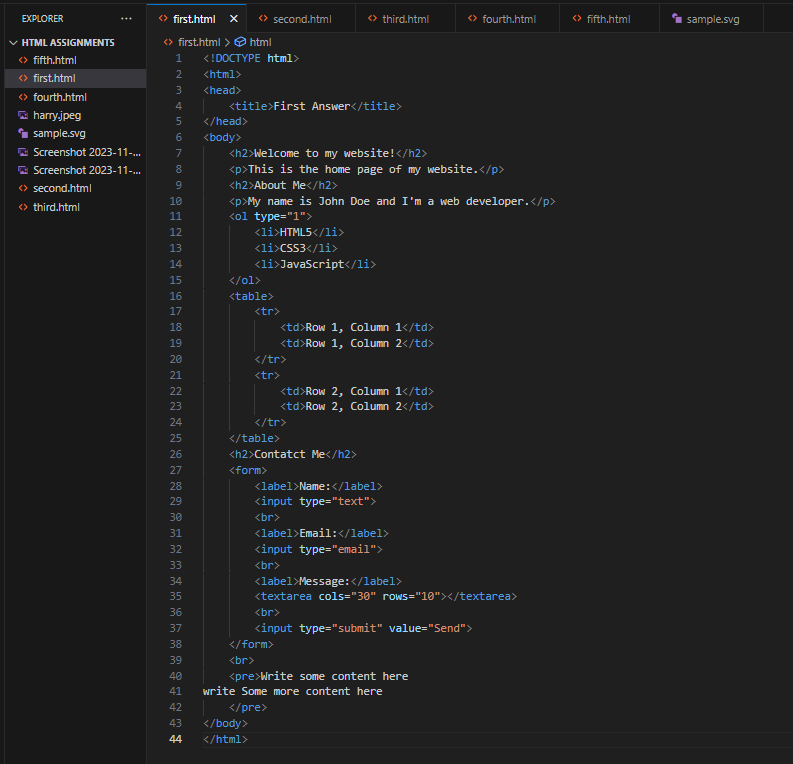 EXPLORER ...
HTML ASSIGNMENTS
fifth.html
first.html
fourth.html
harry.jpeg
sample.svg
Screenshot 2023-11-...
Screenshot 2023-11-...
second.html
third.html
first.html second.html third.html fourth.html fifth.html sample.svg
first.html > html
1 <!DOCTYPE html>
2 <html>
3 <head>
4 <title>First Answer</title>
5 </head>
6 <body>
7 <h2>Welcome to my website!</h2>
8 <p>This is the home page of my website.</p>
9 <h2>About Me</h2>
10 <p>My name is John Doe and I'm a web developer.</p>
11 <ol type="1">
12 <li>HTML5</li>
13 <li>CSS3</li>
14 <li>JavaScript</li>
15 </ol>
16 <table>
17 <tr>
18 <td>Row 1, Column 1</td>
19 <td>Row 1, Column 2</td>
20 </tr>
21 <tr>
22 <td>Row 2, Column 1</td>
23 <td>Row 2, Column 2</td>
24 </tr>
25 </table>
26 <h2>Contatct Me</h2>
27 <form>
28 <label>Name:</label>
29 <input type="text">
30 <br>
31 <label>Email:</label>
32 <input type="email">
33 <br>
34 <label>Message:</label>
35 <textarea cols="30" rows="10"></textarea>
36 <br>
37 <input type="submit" value="Send">
38 </form>
39 <br>
40 <pre>Write some content here
41 write Some more content here
42 </pre>
43 </body>
44 </html>